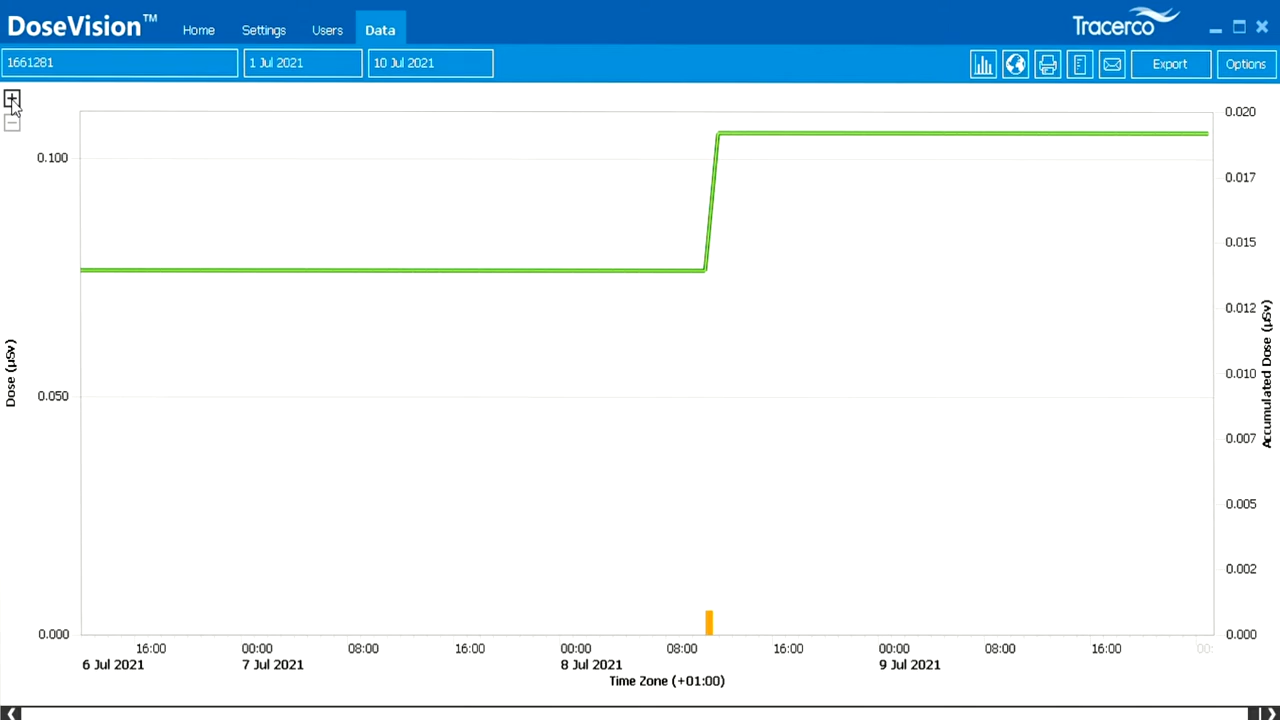 DoseVision™
Home
Settings
Users
Data
Tracerco
1661281
1 Jul 2021
10 Jul 2021
Export
Options
0.100
0.050
0.000
Dose (µSv)
0.020
0.017
0.015
0.012
0.010
0.007
0.005
0.002
0.000
Accumulated Dose (µSv)
16:00 00:00 08:00 16:00 00:00 08:00 16:00 00:00 08:00 16:00 00:
6 Jul 2021 7 Jul 2021 8 Jul 2021 9 Jul 2021
Time Zone (+01:00)